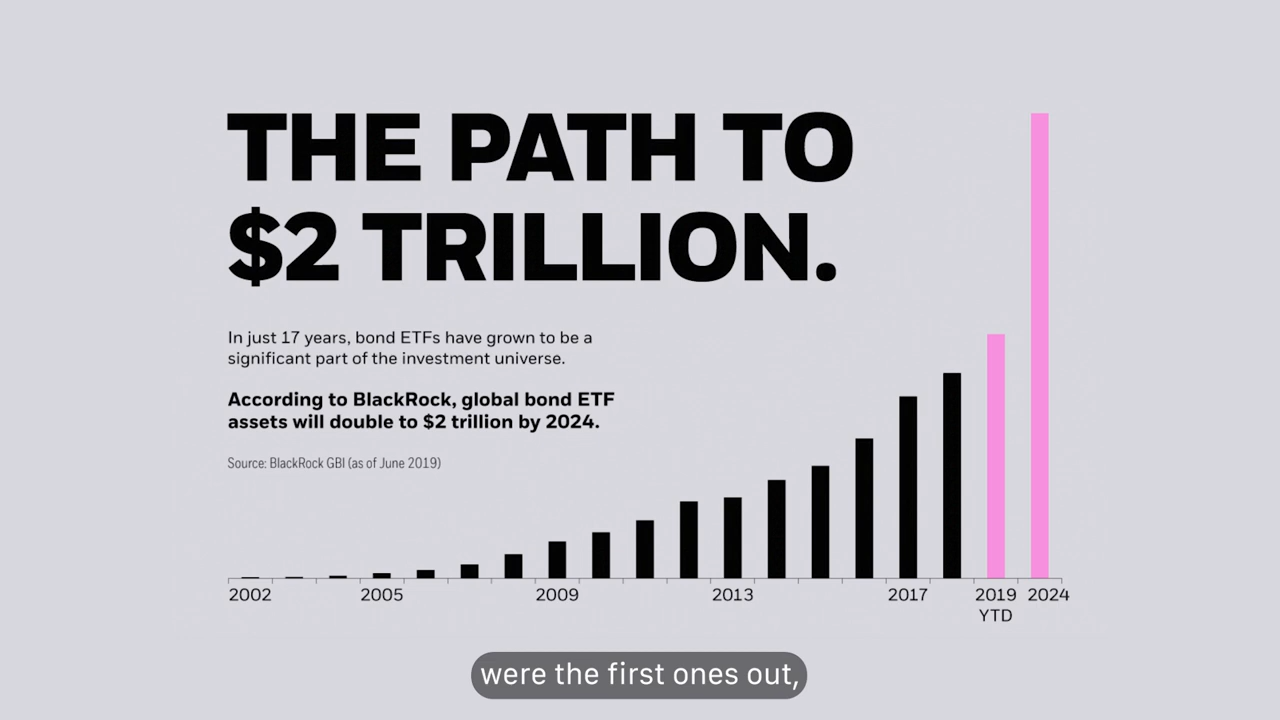 THE PATH TO
$2 TRILLION.
In just 17 years, bond ETFs have grown to be a
significant part of the investment universe.
According to BlackRock, global bond ETF
assets will double to $2 trillion by 2024.
Source: BlackRock GBI (as of June 2019)
2002 2005 2009 2013 2017 2019 2024
YTD
were the first ones out,